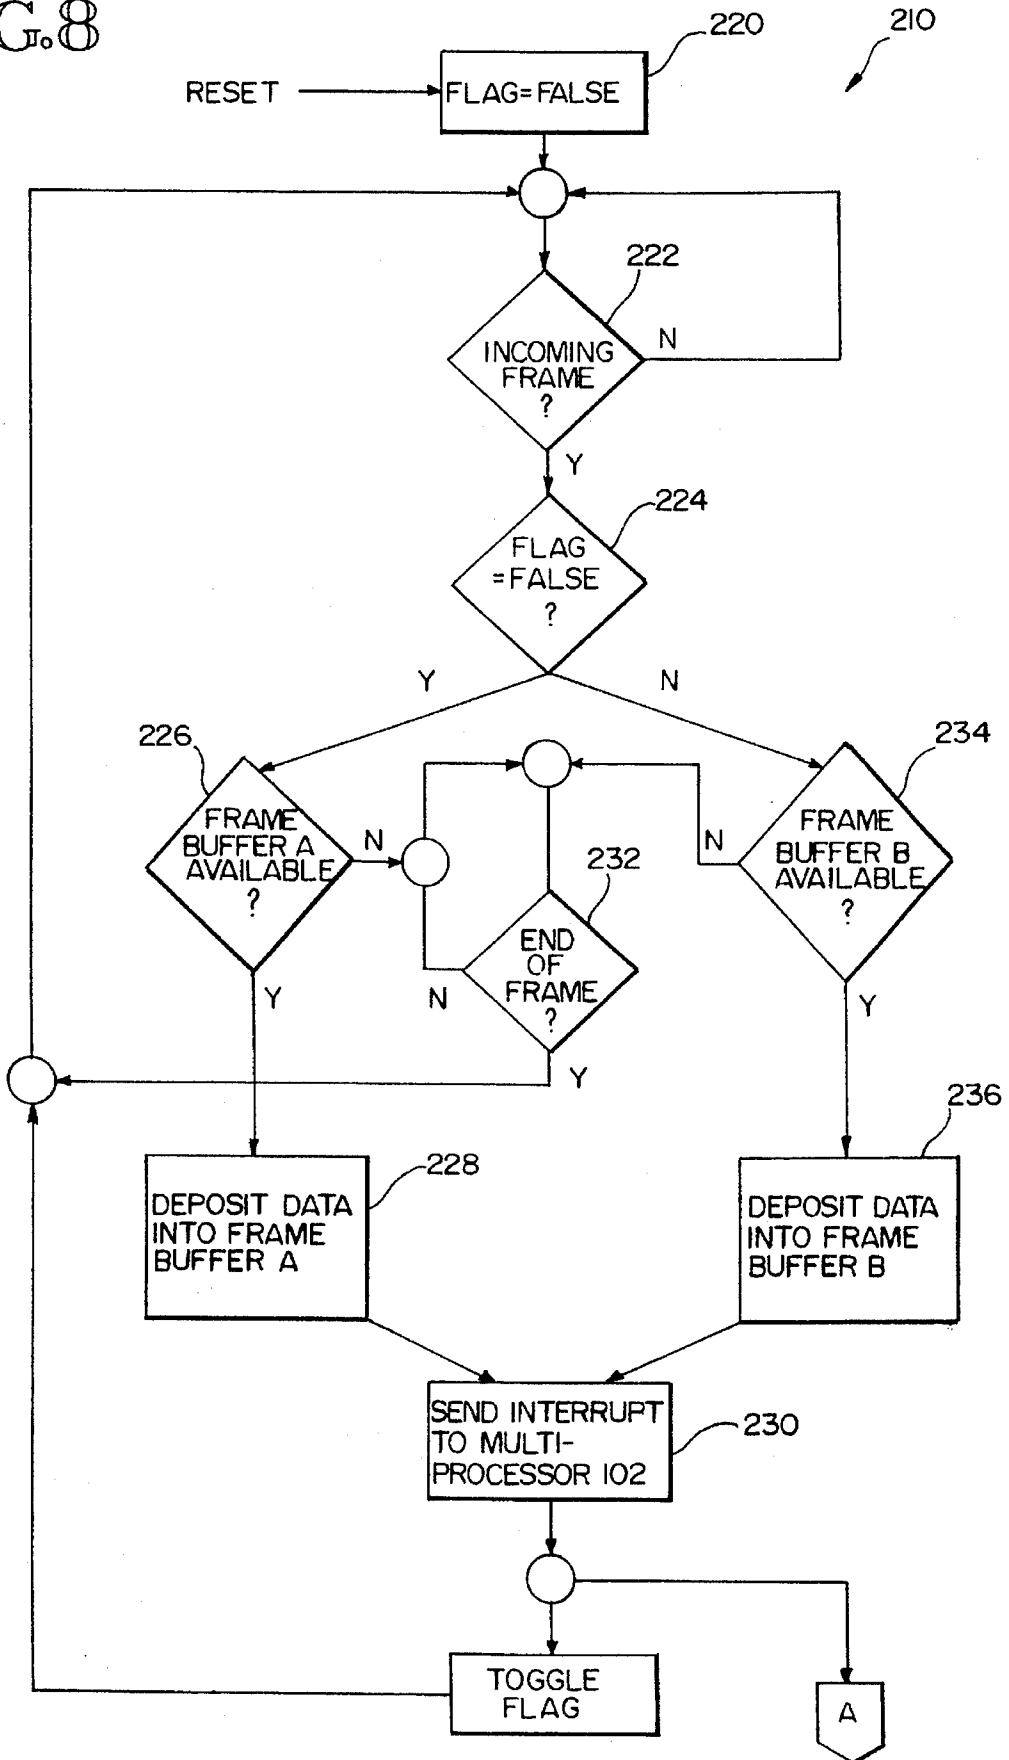 G.8
220
210
RESET
FLAG=FALSE
222
INCOMING
FRAME
?
N
Y
224
FLAG
=FALSE
?
Y
N
226
234
FRAME
BUFFER A
AVAILABLE
?
N
232
N
FRAME
BUFFER B
AVAILABLE
?
END
OF
FRAME
?
Y
N
Y
Y
236
228
DEPOSIT DATA
INTO FRAME
BUFFER A
DEPOSIT DATA
INTO FRAME
BUFFER B
SEND INTERRUPT
TO MULTI-
PROCESSOR 102
230
TOGGLE
FLAG
A